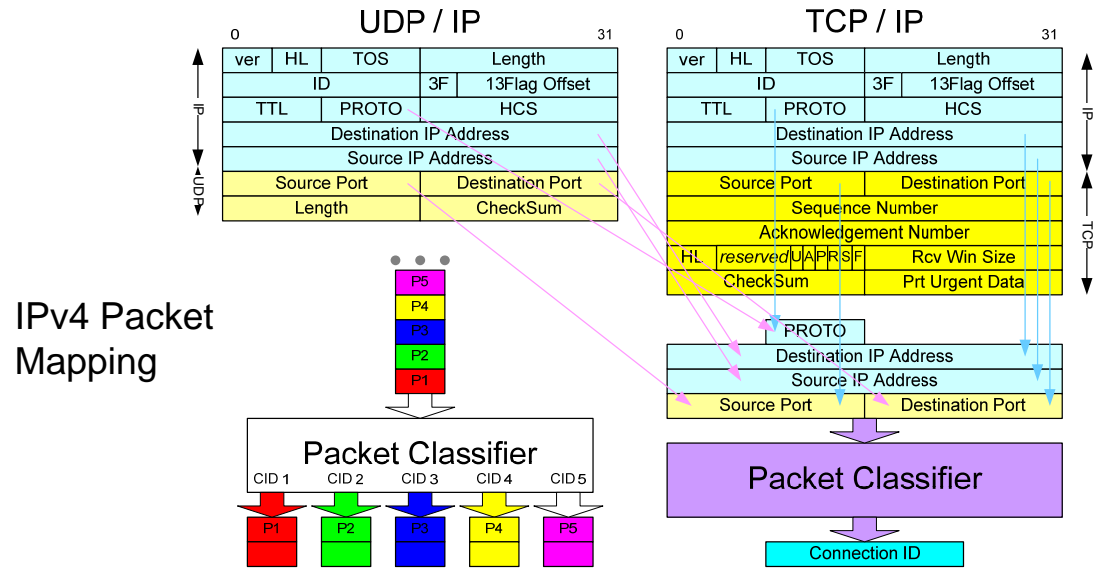 UDP / IP
0 31
ver HL TOS Length
ID 3F 13Flag Offset
TTL PROTO HCS
Destination IP Address
Source IP Address
Source Port Destination Port
Length CheckSum
IP
UDP
TCP / IP
0 31
ver HL TOS Length
ID 3F 13Flag Offset
TTL PROTO HCS
Destination IP Address
Source IP Address
Source Port Destination Port
Sequence Number
Acknowledgement Number
HL reserved U A P R S F Rcv Win Size
CheckSum Prt Urgent Data
IP
TCP
IPv4 Packet
Mapping
P5
P4
P3
P2
P1
Packet Classifier
CID 1 CID 2 CID 3 CID 4 CID 5
P1 P2 P3 P4 P5
PROTO
Destination IP Address
Source IP Address
Source Port Destination Port
Packet Classifier
Connection ID